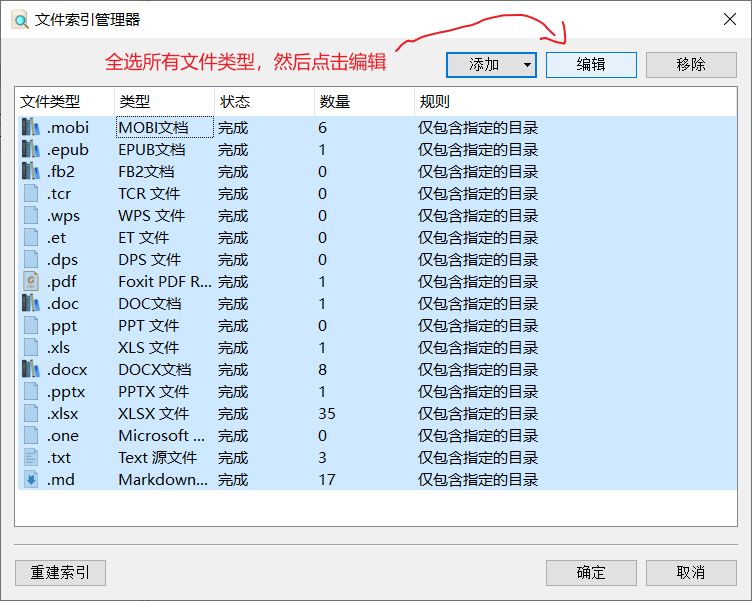 文件索引管理器
全选所有文件类型，然后点击编辑
添加 编辑 移除
文件类型 类型 状态 数量 规则
.mobi MOBI文档 完成 6 仅包含指定的目录
.epub EPUB文档 完成 1 仅包含指定的目录
.fb2 FB2文档 完成 0 仅包含指定的目录
.tcr TCR 文件 完成 0 仅包含指定的目录
.wps WPS 文件 完成 0 仅包含指定的目录
.et ET 文件 完成 0 仅包含指定的目录
.dps DPS 文件 完成 0 仅包含指定的目录
.pdf Foxit PDF R... 完成 1 仅包含指定的目录
.doc DOC文档 完成 1 仅包含指定的目录
.ppt PPT 文件 完成 0 仅包含指定的目录
.xls XLS 文件 完成 1 仅包含指定的目录
.docx DOCX文档 完成 8 仅包含指定的目录
.pptx PPTX 文件 完成 1 仅包含指定的目录
.xlsx XLSX 文件 完成 35 仅包含指定的目录
.one Microsoft ... 完成 0 仅包含指定的目录
.txt Text 源文件 完成 3 仅包含指定的目录
.md Markdown... 完成 17 仅包含指定的目录
重建索引 确定 取消